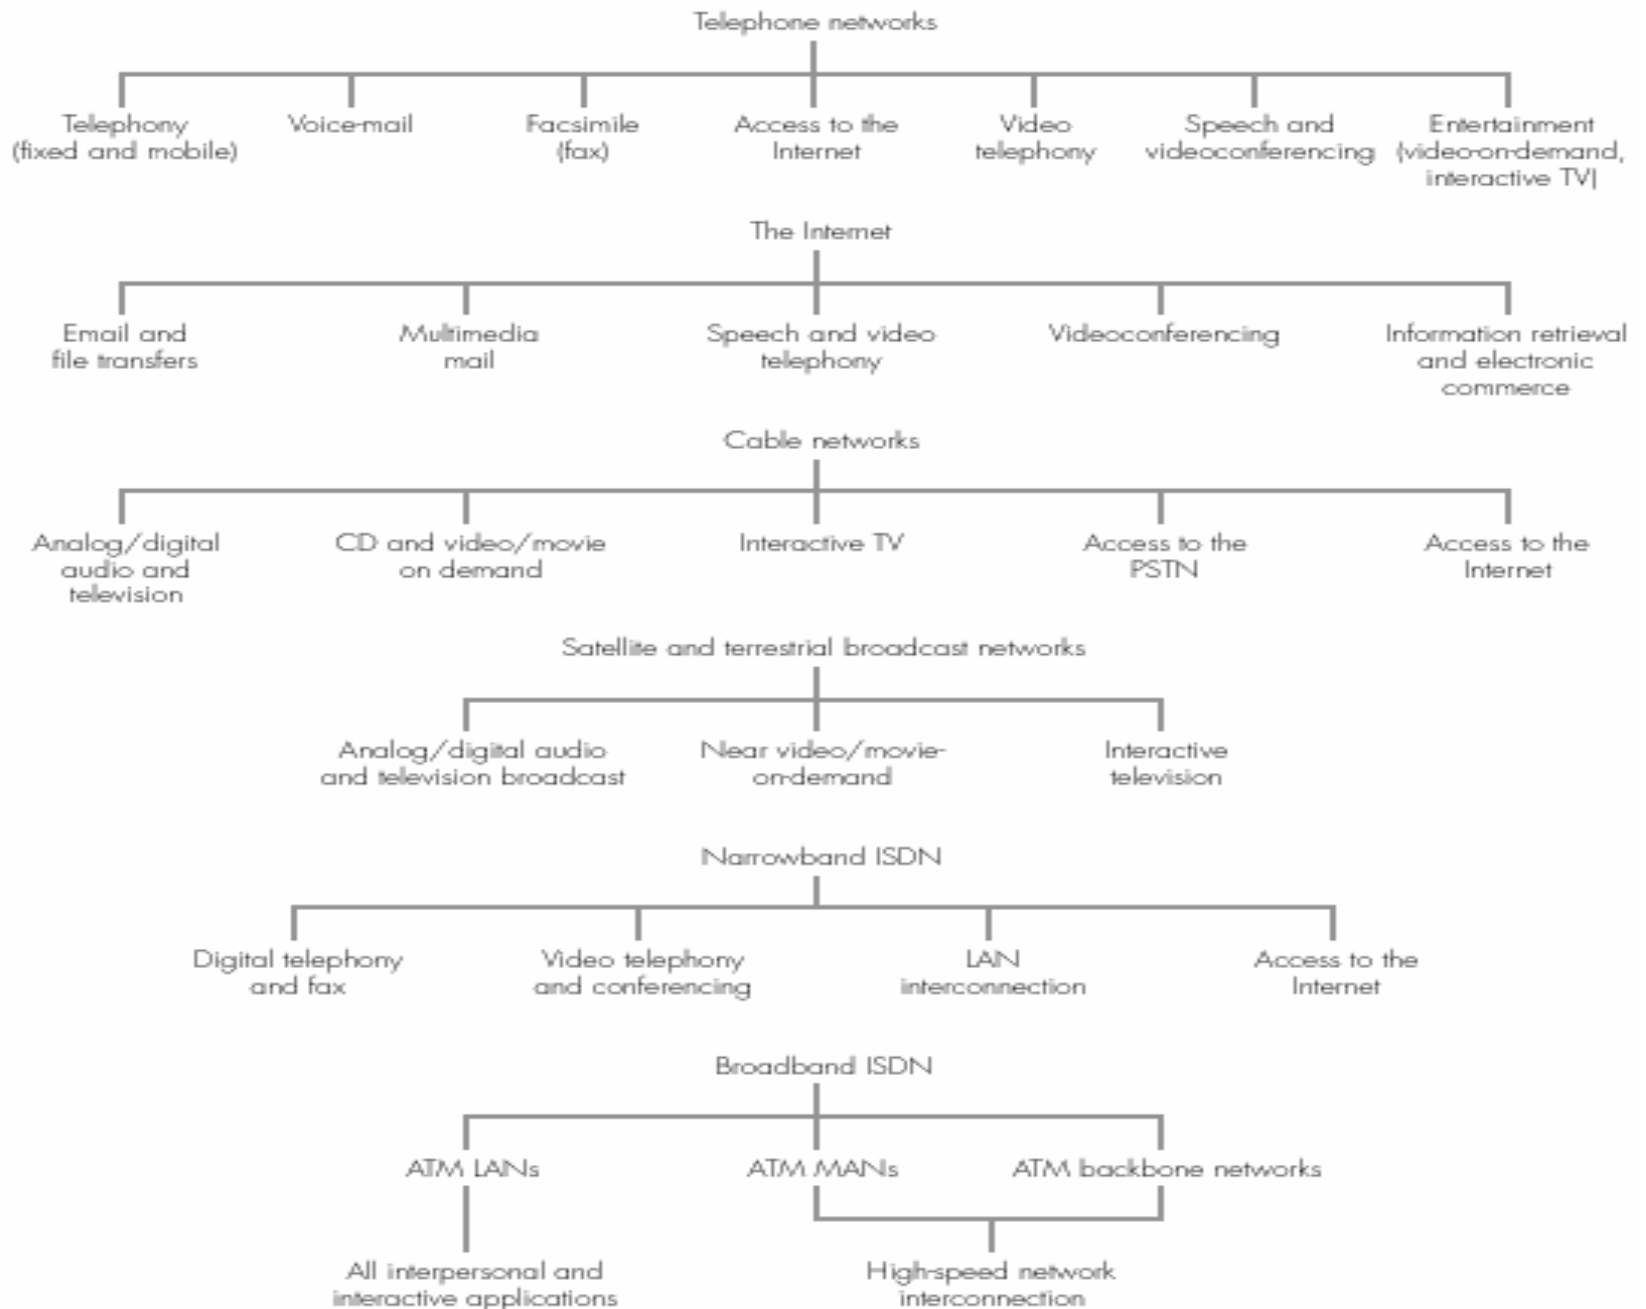 Telephone networks
Telephony
(fixed and mobile)
Voice-mail
Facsimile
(fax)
Access to the
Internet
Video
telephony
Speech and
videoconferencing
Entertainment
(video-on-demand,
interactive TV)
The Internet
Email and
file transfers
Multimedia
mail
Speech and video
telephony
Videoconferencing
Information retrieval
and electronic
commerce
Cable networks
Analog/digital
audio and
television
CD and video/movie
on demand
Interactive TV
Access to the
PSTN
Access to the
Internet
Satellite and terrestrial broadcast networks
Analog/digital audio
and television broadcast
Near video/movie-
on-demand
Interactive
television
Narrowband ISDN
Digital telephony
and fax
Video telephony
and conferencing
LAN
interconnection
Access to the
Internet
Broadband ISDN
ATM LANs
ATM MANs
ATM backbone networks
All interpersonal and
interactive applications
High-speed network
interconnection